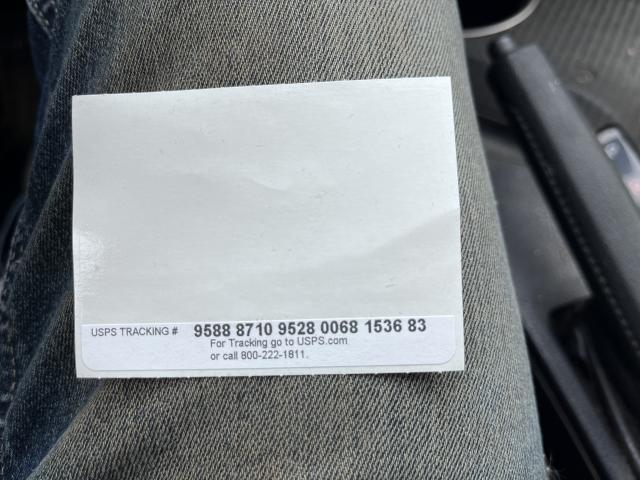 USPS TRACKING # 9588 8710 9528 0068 1536 83
For Tracking go to USPS.com
or call 800-222-1811.